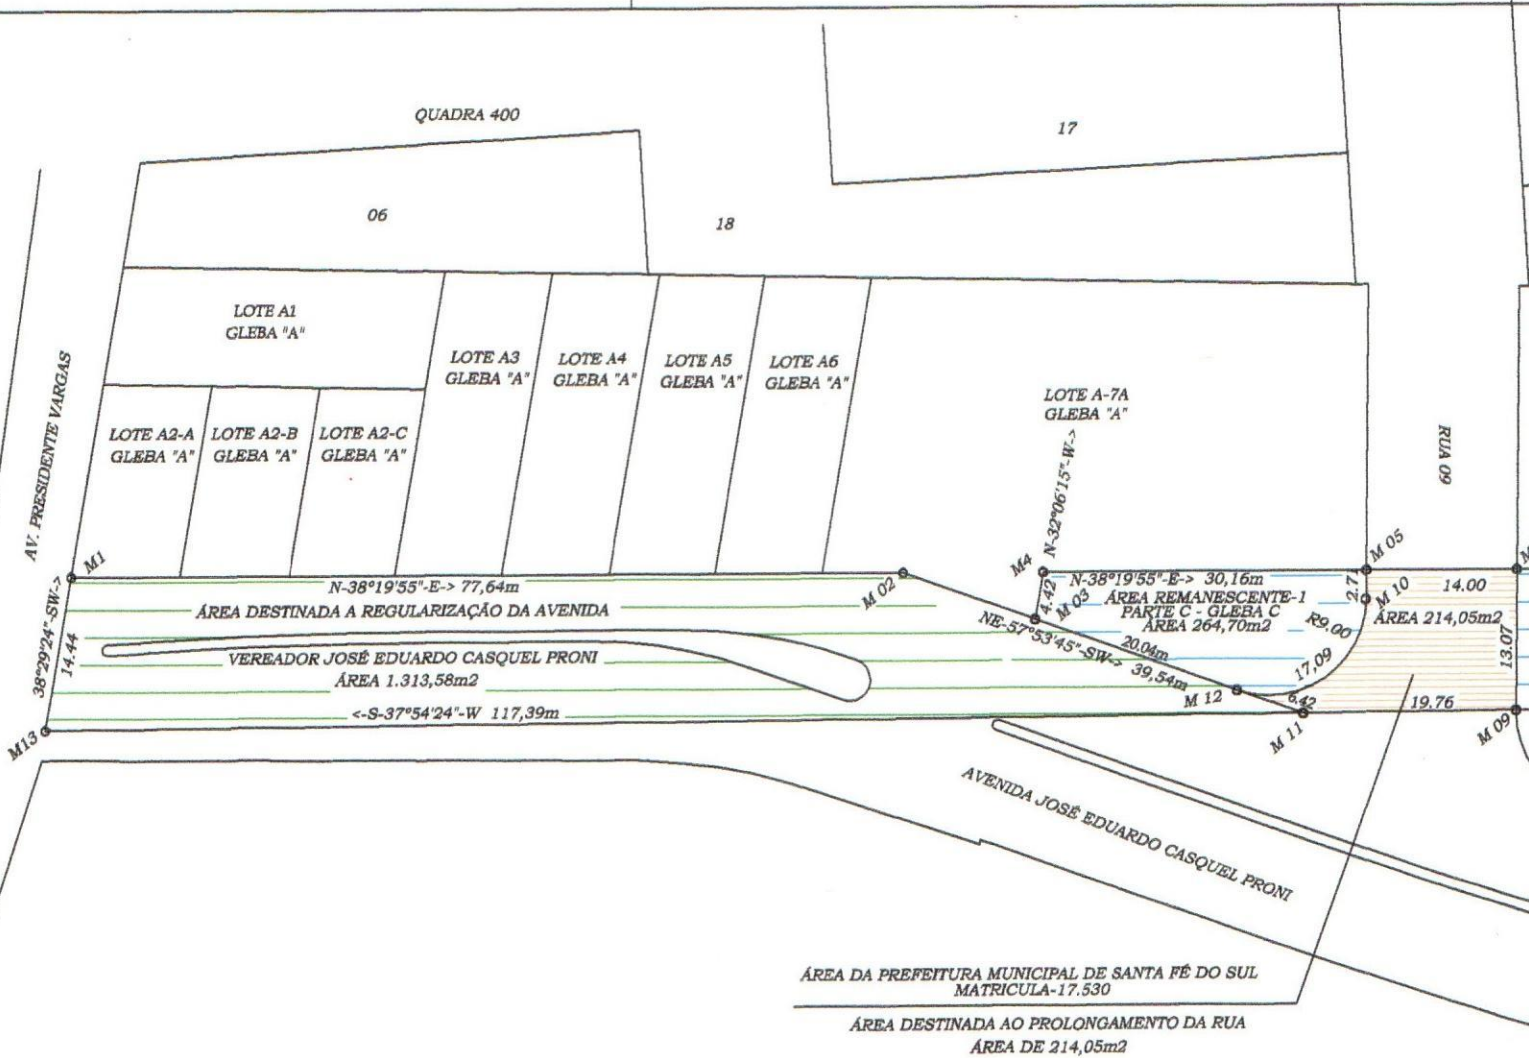 QUADRA 400
17
06
18
LOTE A1
GLEBA "A"
LOTE A3
GLEBA "A"
LOTE A4
GLEBA "A"
LOTE A5
GLEBA "A"
LOTE A6
GLEBA "A"
LOTE A-7A
GLEBA "A"
LOTE A2-A
GLEBA "A"
LOTE A2-B
GLEBA "A"
LOTE A2-C
GLEBA "A"
AV. PRESIDENTE VARGAS
RUA 09
N-32°06'15"-W->
M1
M 02
M4
M 03
M 05
M 10
N-38°19'55"-E-> 77,64m
ÁREA DESTINADA A REGULARIZAÇÃO DA AVENIDA
VEREADOR JOSÉ EDUARDO CASQUEL PRONI
ÁREA 1.313,58m2
<-S-37°54'24"-W 117,39m
38°29'24"-SW->
14.44
M13
4.42
N-38°19'55"-E-> 30,16m
ÁREA REMANESCENTE-1
PARTE C - GLEBA C
ÁREA 264,70m2
NE-57°53'45"-SW-> 39,54m
20.04m
2.71
R9.00
17,09
14.00
ÁREA 214,05m2
13.07
M 12
6.42
19.76
M 11
M 09
AVENIDA JOSÉ EDUARDO CASQUEL PRONI
ÁREA DA PREFEITURA MUNICIPAL DE SANTA FÉ DO SUL
MATRICULA-17.530
ÁREA DESTINADA AO PROLONGAMENTO DA RUA
ÁREA DE 214,05m2